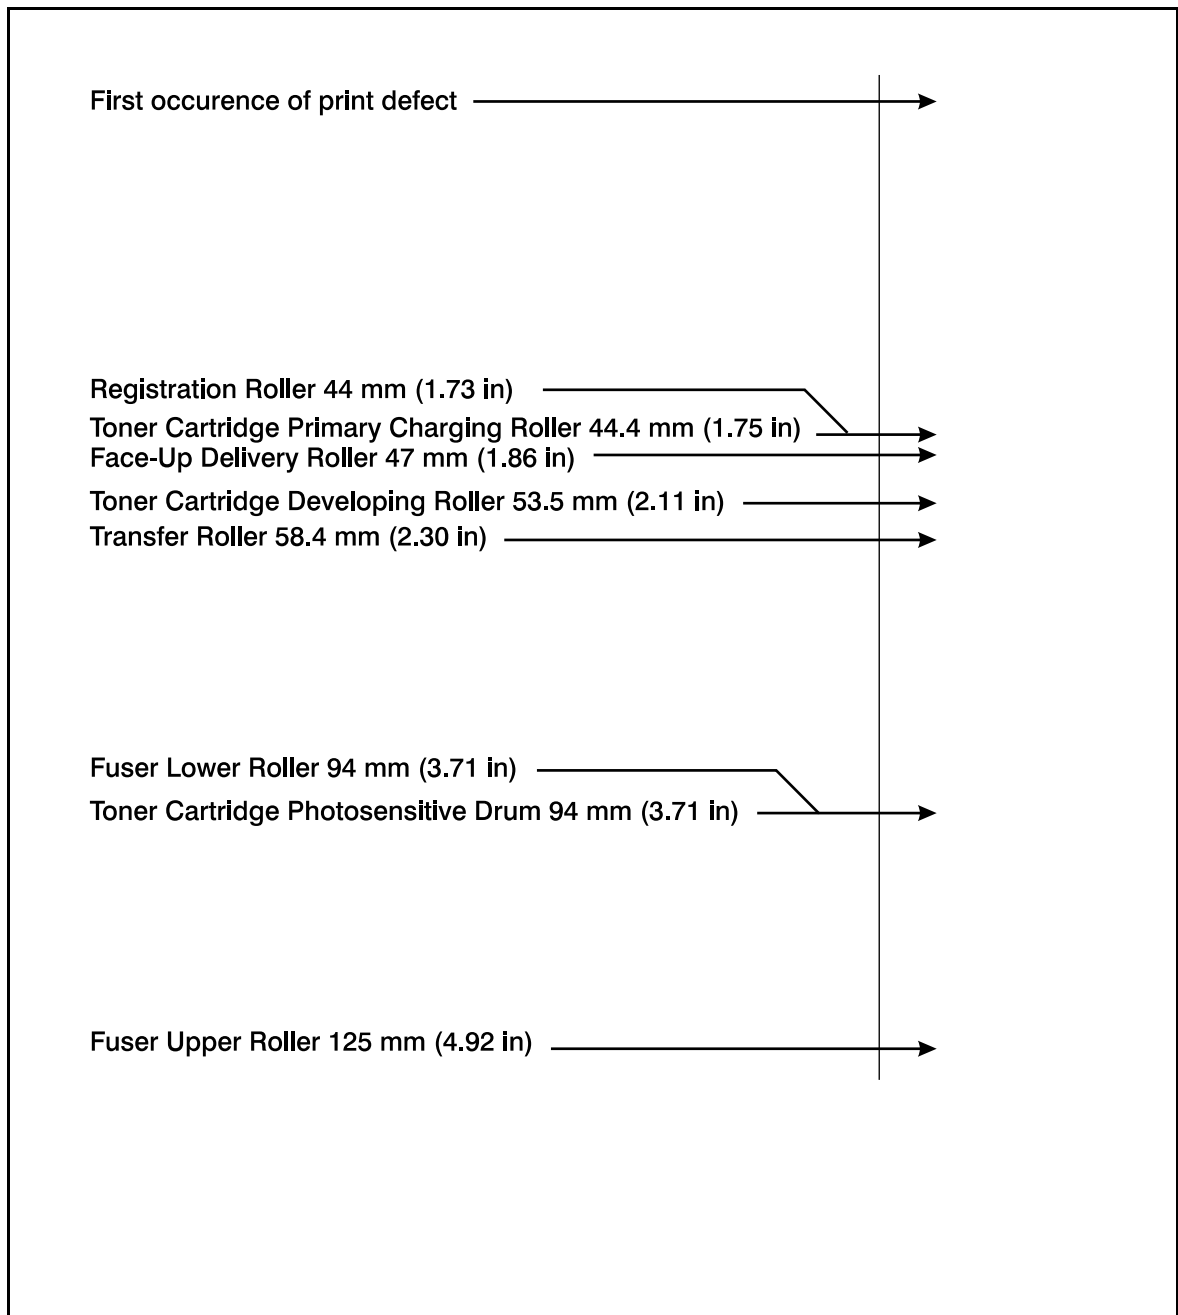 First occurence of print defect
Registration Roller 44 mm (1.73 in)
Toner Cartridge Primary Charging Roller 44.4 mm (1.75 in)
Face-Up Delivery Roller 47 mm (1.86 in)
Toner Cartridge Developing Roller 53.5 mm (2.11 in)
Transfer Roller 58.4 mm (2.30 in)
Fuser Lower Roller 94 mm (3.71 in)
Toner Cartridge Photosensitive Drum 94 mm (3.71 in)
Fuser Upper Roller 125 mm (4.92 in)